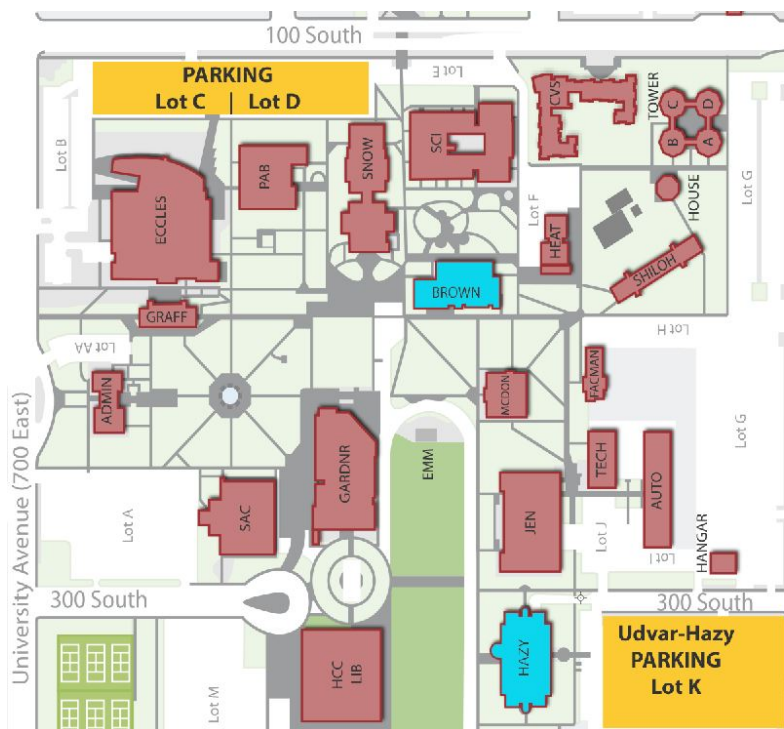 100 South
PARKING
Lot C | Lot D
Lot E
CVS
TOWER
C
D
B
A
Lot B
ECCLES
PAB
SNOW
SCI
Lot F
HEAT
HOUSE
SHILOH
Lot G
BROWN
GRAFF
Lot AA
Lot H
ADMIN
MCDON
FACMAN
Lot G
University Avenue (700 East)
GARDNR
EMM
TECH
AUTO
Lot A
SAC
JEN
Lot J
Lot I
HANGAR
300 South
300 South
HCC
LIB
HAZY
Udvar-Hazy
PARKING
Lot K
Lot M